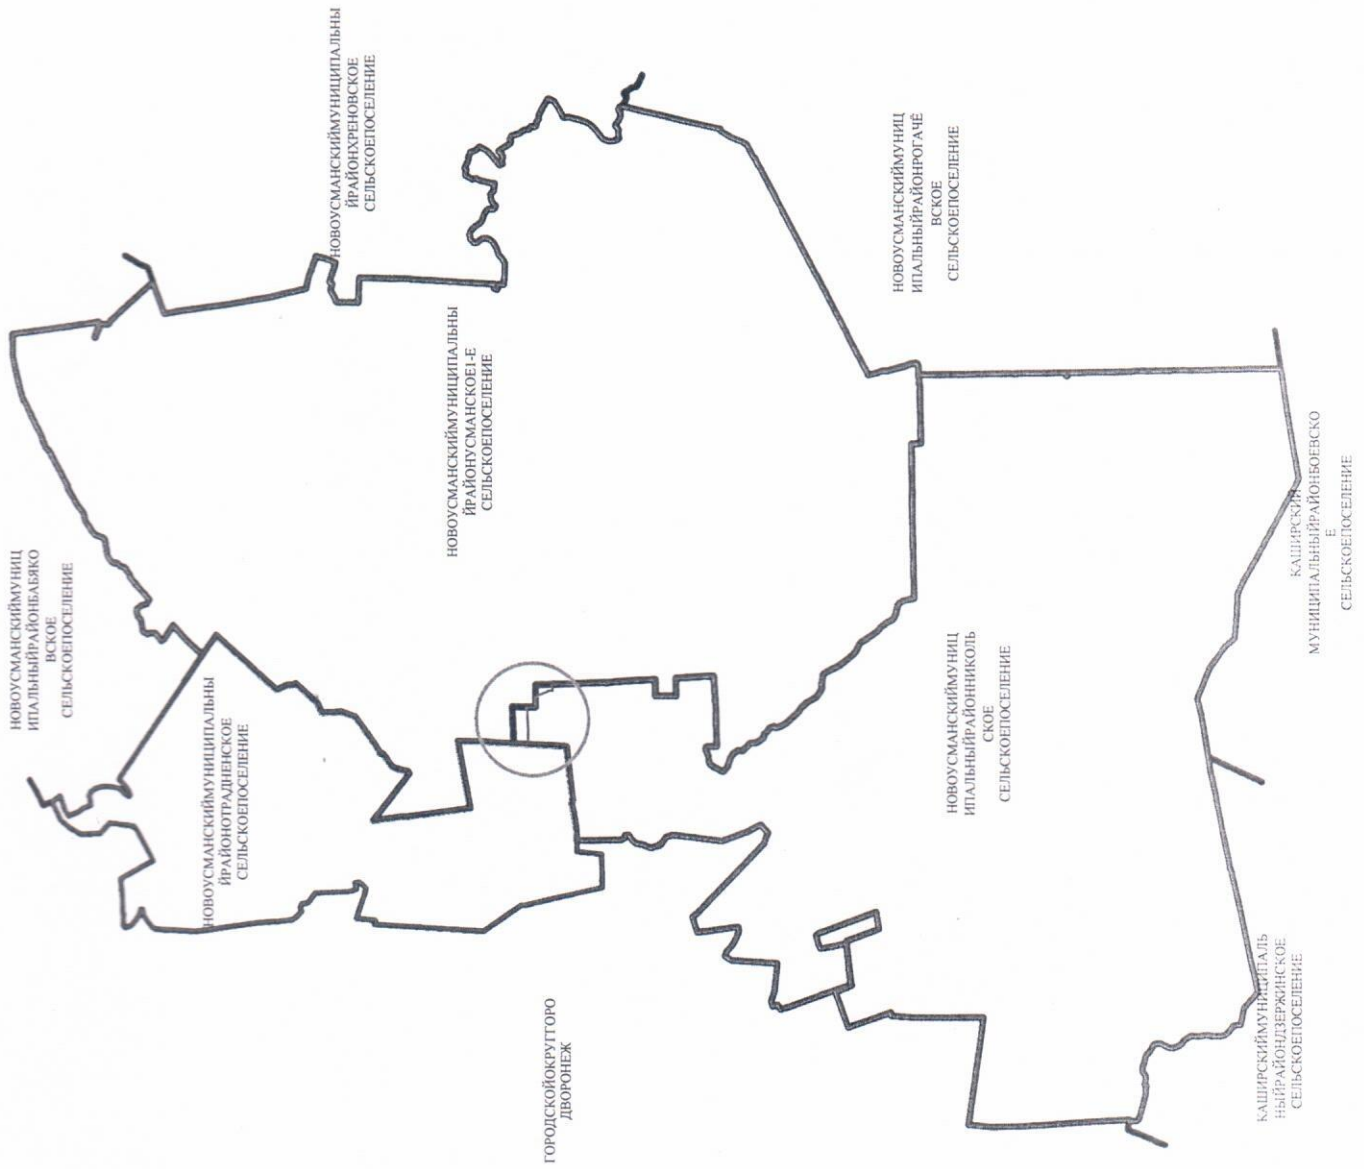 НОВОУСМАНСКИЙМУНИЦ
ИПАЛЬНЫЙРАЙОНБАБЯКО
ВСКОЕ
СЕЛЬСКОЕПОСЕЛЕНИЕ
НОВОУСМАНСКИЙМУНИЦИПАЛЬНЫ
ЙРАЙОНХРЕНОВСКОЕ
СЕЛЬСКОЕПОСЕЛЕНИЕ
НОВОУСМАНСКИЙМУНИЦИПАЛЬНЫ
ЙРАЙОНОТРАДНЕНСКОЕ
СЕЛЬСКОЕПОСЕЛЕНИЕ
НОВОУСМАНСКИЙМУНИЦИПАЛЬНЫ
ЙРАЙОНУСМАНСКОЕ1-Е
СЕЛЬСКОЕПОСЕЛЕНИЕ
ГОРОДСКОЙОКРУГГОРО
ДВОРОНЕЖ
НОВОУСМАНСКИЙМУНИЦ
ИПАЛЬНЫЙРАЙОНРОГАЧЁ
ВСКОЕ
СЕЛЬСКОЕПОСЕЛЕНИЕ
НОВОУСМАНСКИЙМУНИЦ
ИПАЛЬНЫЙРАЙОННИКОЛЬ
СКОЕ
СЕЛЬСКОЕПОСЕЛЕНИЕ
КАШИРСКИЙМУНИЦИПАЛЬ
НЫЙРАЙОНДЗЕРЖИНСКОЕ
СЕЛЬСКОЕПОСЕЛЕНИЕ
КАШИРСКИЙ
МУНИЦИПАЛЬНЫЙРАЙОНБОЕВСКО
Е
СЕЛЬСКОЕПОСЕЛЕНИЕ